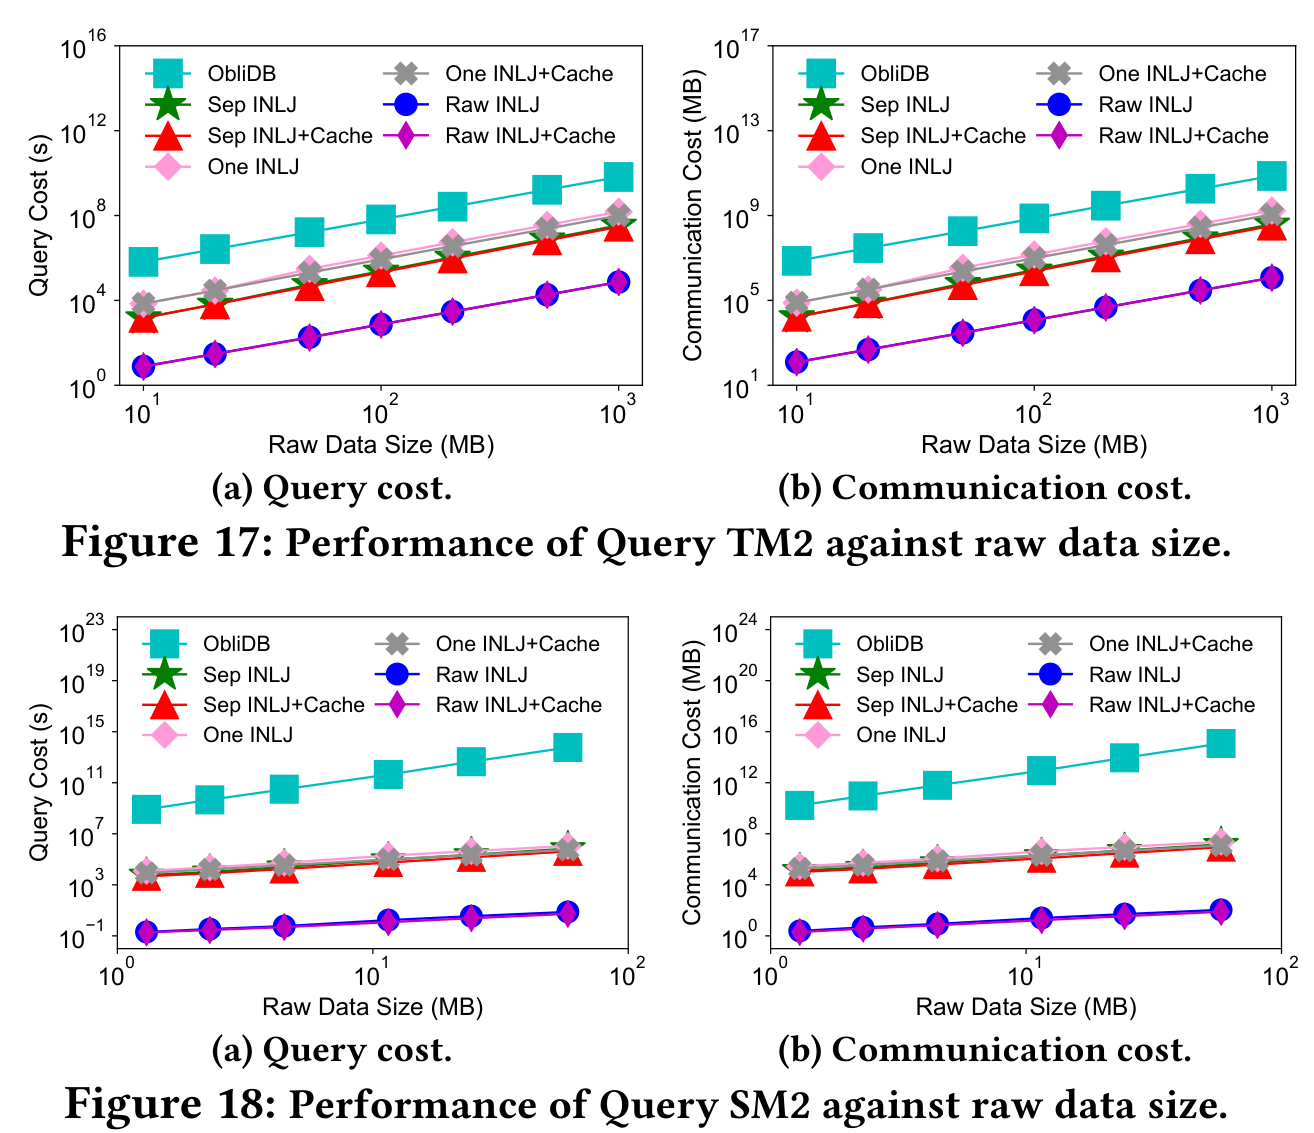 Query Cost (s)
10^16
10^12
10^8
10^4
10^0
ObliDB
Sep INLJ
Sep INLJ+Cache
One INLJ
One INLJ+Cache
Raw INLJ
Raw INLJ+Cache
10^1
10^2
10^3
Raw Data Size (MB)
(a) Query cost.
Communication Cost (MB)
10^17
10^13
10^9
10^5
10^1
ObliDB
Sep INLJ
Sep INLJ+Cache
One INLJ
One INLJ+Cache
Raw INLJ
Raw INLJ+Cache
10^1
10^2
10^3
Raw Data Size (MB)
(b) Communication cost.
Figure 17: Performance of Query TM2 against raw data size.
Query Cost (s)
10^23
10^19
10^15
10^11
10^7
10^3
10^−1
ObliDB
Sep INLJ
Sep INLJ+Cache
One INLJ
One INLJ+Cache
Raw INLJ
Raw INLJ+Cache
10^0
10^1
10^2
Raw Data Size (MB)
(a) Query cost.
Communication Cost (MB)
10^24
10^20
10^16
10^12
10^8
10^4
10^0
ObliDB
Sep INLJ
Sep INLJ+Cache
One INLJ
One INLJ+Cache
Raw INLJ
Raw INLJ+Cache
10^0
10^1
10^2
Raw Data Size (MB)
(b) Communication cost.
Figure 18: Performance of Query SM2 against raw data size.